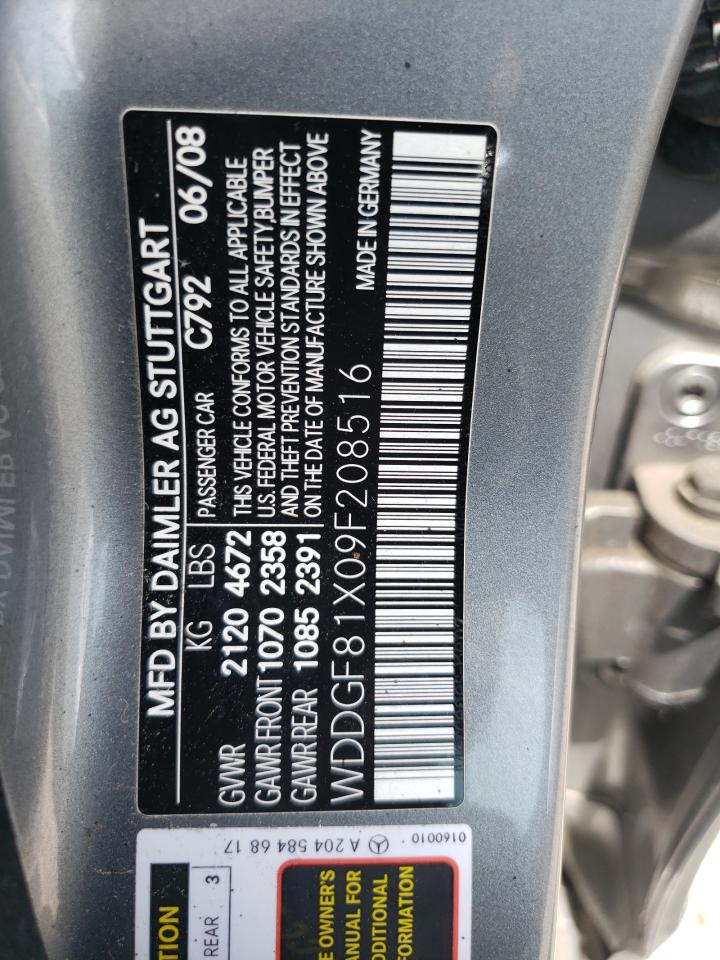 MFD BY DAIMLER AG STUTTGART
KG LBS
GVWR 2120 4672
GAWR FRONT 1070 2358
GAWR REAR 1085 2391
PASSENGER CAR C792 06/08
THIS VEHICLE CONFORMS TO ALL APPLICABLE
U.S. FEDERAL MOTOR VEHICLE SAFETY,BUMPER
AND THEFT PREVENTION STANDARDS IN EFFECT
ON THE DATE OF MANUFACTURE SHOWN ABOVE
WDDGF81X09F208516 MADE IN GERMANY
0160010
A 204 584 68 17
TION
REAR 3
E OWNER'S
ANUAL FOR
DDITIONAL
FORMATION